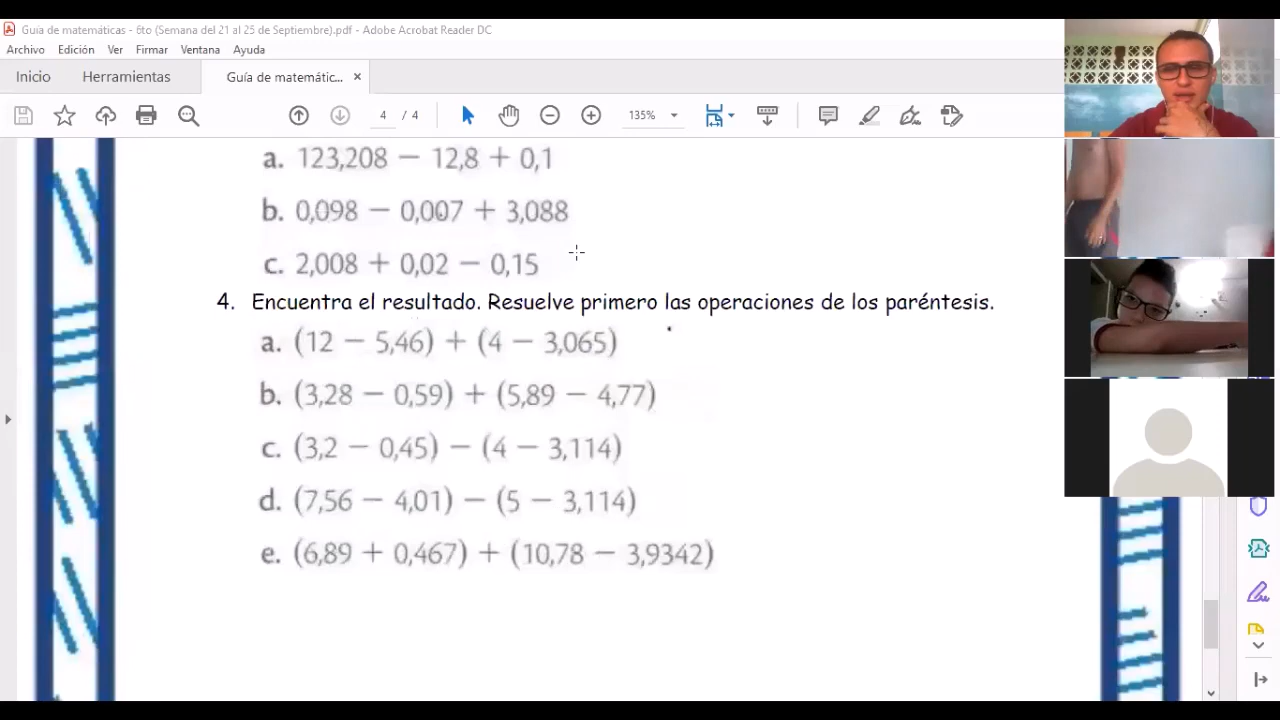 Guía de matemáticas - 6to (Semana del 21 al 25 de Septiembre).pdf - Adobe Acrobat Reader DC
Archivo Edición Ver Firmar Ventana Ayuda
Inicio Herramientas Guía de matemátic... ×
4 / 4 135%
a. 123,208 − 12,8 + 0,1
b. 0,098 − 0,007 + 3,088
c. 2,008 + 0,02 − 0,15
4. Encuentra el resultado. Resuelve primero las operaciones de los paréntesis.
a. (12 − 5,46) + (4 − 3,065)
b. (3,28 − 0,59) + (5,89 − 4,77)
c. (3,2 − 0,45) − (4 − 3,114)
d. (7,56 − 4,01) − (5 − 3,114)
e. (6,89 + 0,467) + (10,78 − 3,9342)